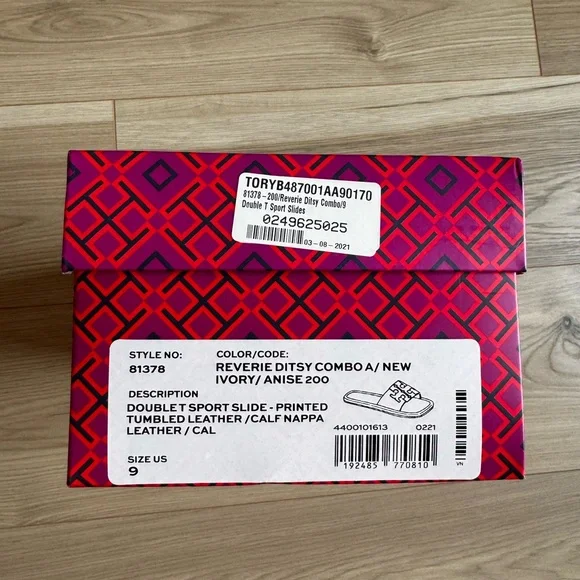 TORYB487001AA90170
81378-200/Reverie Ditsy Combo/9
Double T Sport Slides
0249625025
03-08-2021
STYLE NO:
81378
COLOR/CODE:
REVERIE DITSY COMBO A/ NEW
IVORY/ ANISE 200
DESCRIPTION
DOUBLE T SPORT SLIDE - PRINTED
TUMBLED LEATHER /CALF NAPPA
LEATHER / CAL
SIZE US
9
4400101613 0221
192485 770810
VN